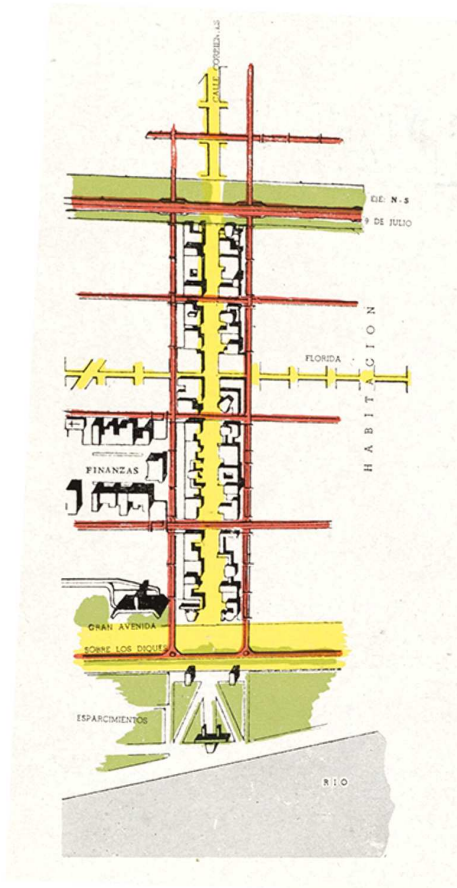 CALLE CORRIENTES
EJE: N-S
9 DE JULIO
FLORIDA
HABITACION
FINANZAS
GRAN AVENIDA
SOBRE LOS DIQUES
ESPARCIMIENTOS
RIO